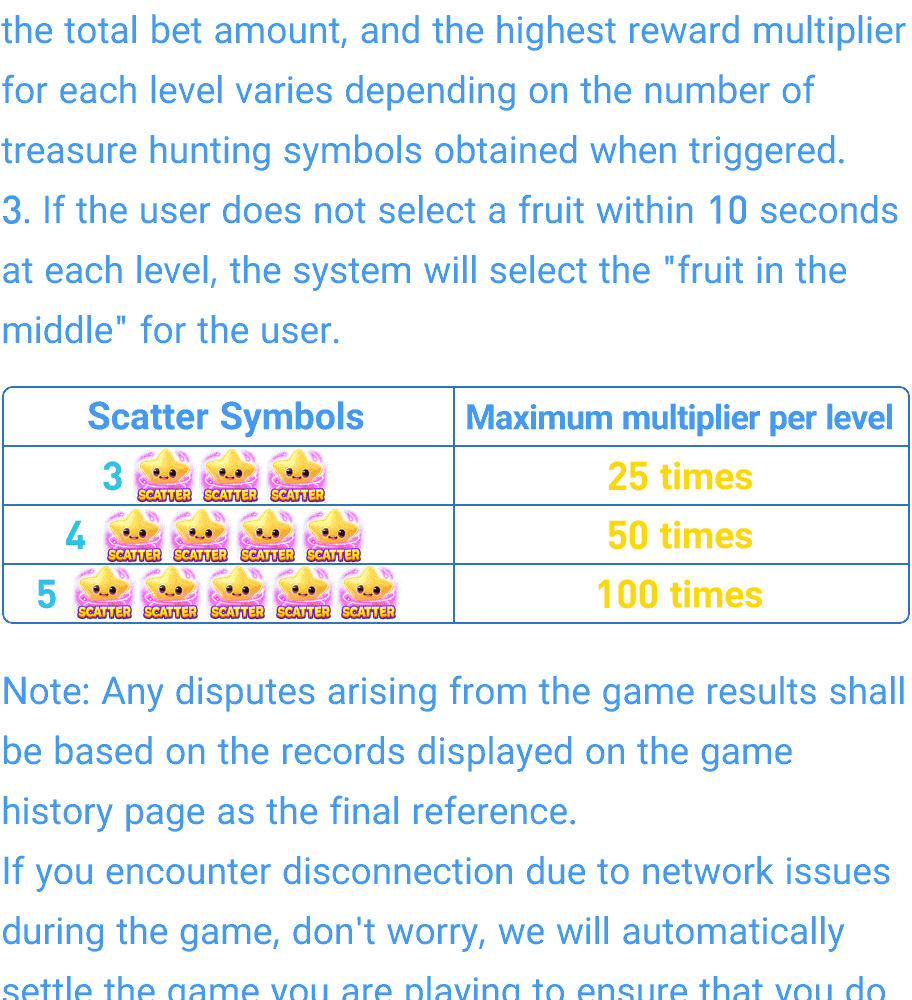 the total bet amount, and the highest reward multiplier
for each level varies depending on the number of
treasure hunting symbols obtained when triggered.
3. If the user does not select a fruit within 10 seconds
at each level, the system will select the "fruit in the
middle" for the user.
Scatter Symbols Maximum multiplier per level
3 SCATTER SCATTER SCATTER 25 times
4 SCATTER SCATTER SCATTER SCATTER 50 times
5 SCATTER SCATTER SCATTER SCATTER SCATTER 100 times
Note: Any disputes arising from the game results shall
be based on the records displayed on the game
history page as the final reference.
If you encounter disconnection due to network issues
during the game, don't worry, we will automatically
settle the game you are playing to ensure that you do